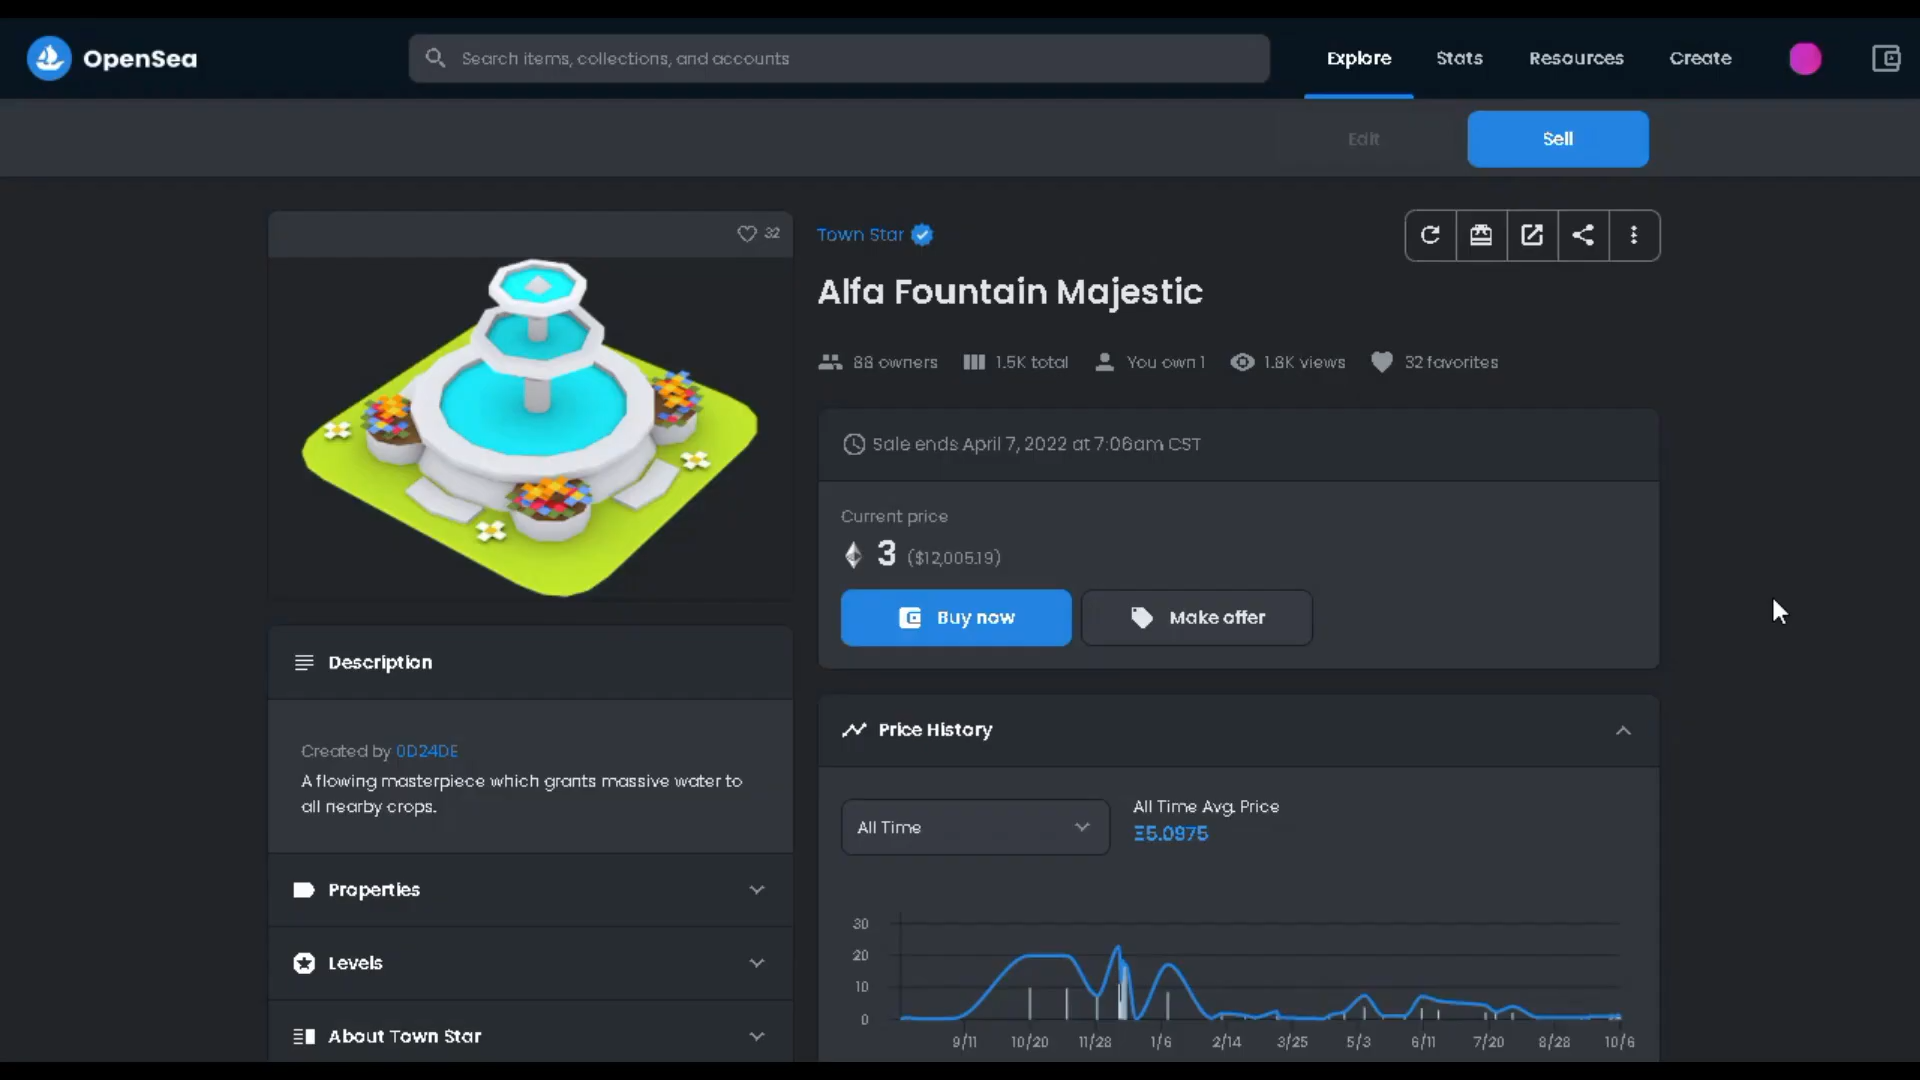 OpenSea
Search items, collections, and accounts
Explore
Stats
Resources
Create
Edit
Sell
32
Town Star
Alfa Fountain Majestic
88 owners
1.5K total
You own 1
1.8K views
32 favorites
Sale ends April 7, 2022 at 7:06am CST
Current price
3 ($12,005.19)
Buy now
Make offer
Description
Created by 0D24DE
A flowing masterpiece which grants massive water to
all nearby crops.
Properties
Levels
About Town Star
Price History
All Time
All Time Avg. Price
Ξ5.0975
30
20
10
0
9/11 10/20 11/28 1/6 2/14 3/25 5/3 6/11 7/20 8/28 10/6